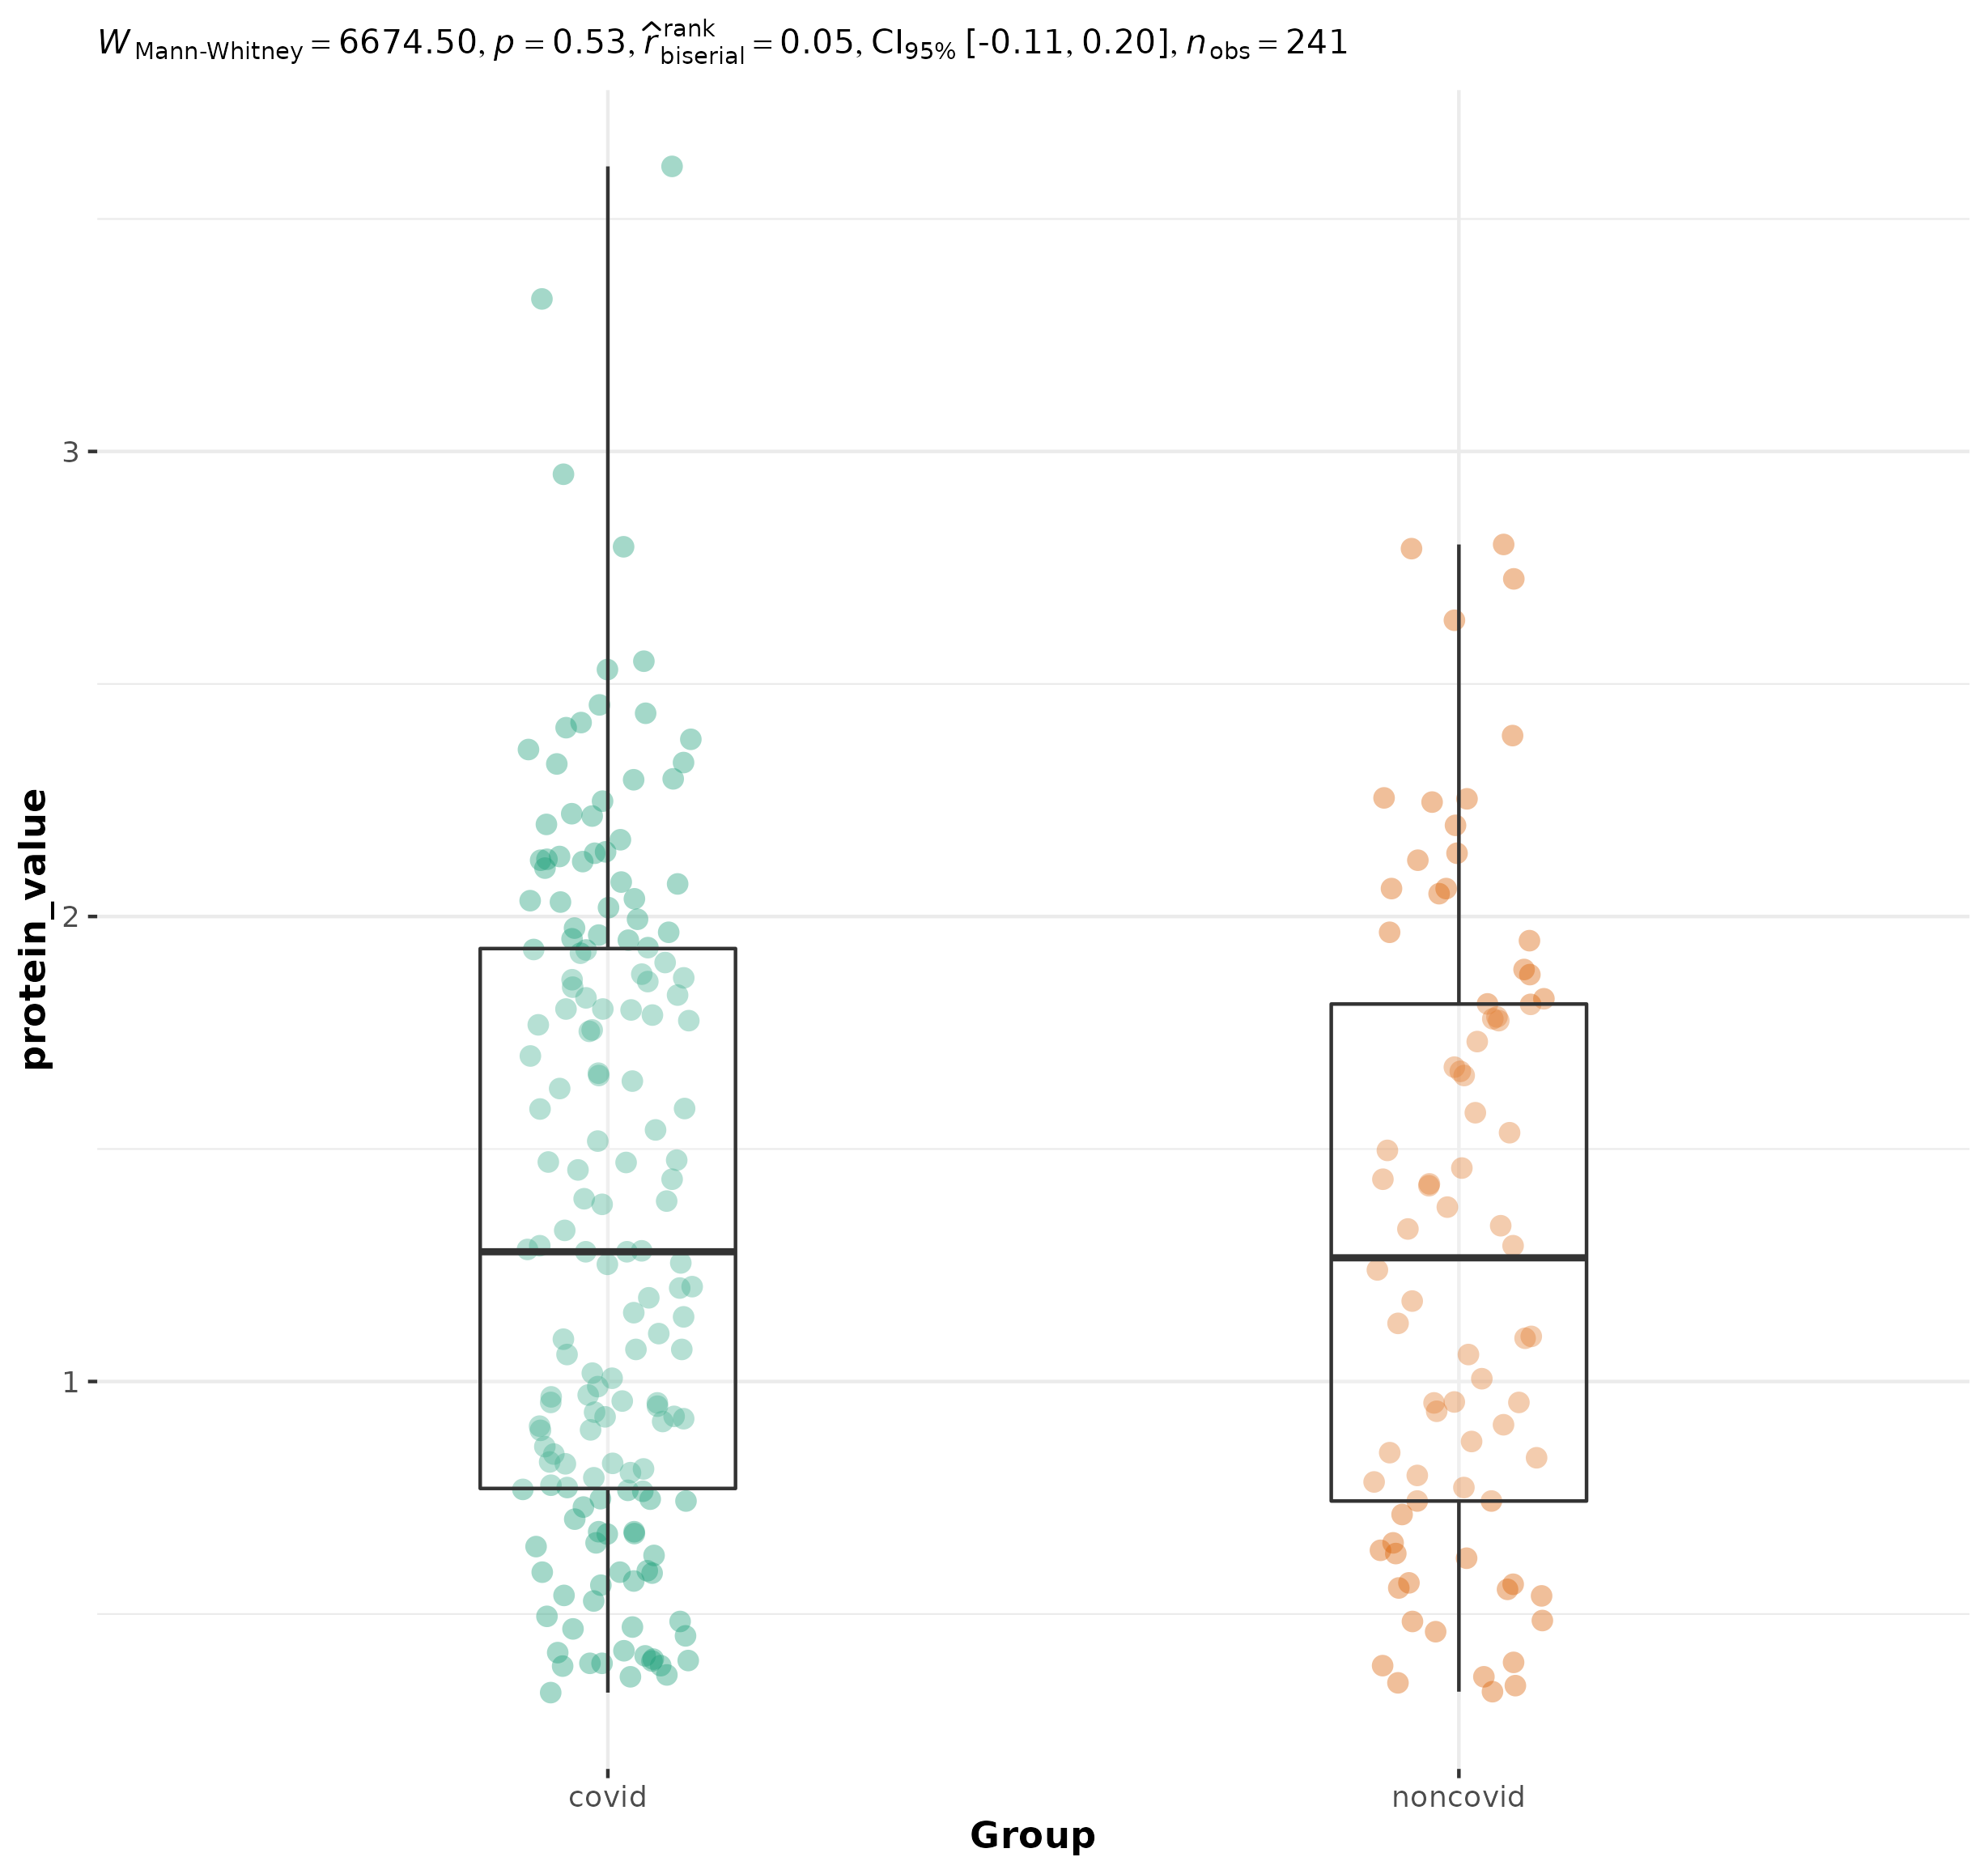 W Mann-Whitney = 6674.50, p = 0.53, r̂ rank biserial = 0.05, CI95% [-0.11, 0.20], nobs = 241
3
2
1
protein_value
covid noncovid
Group